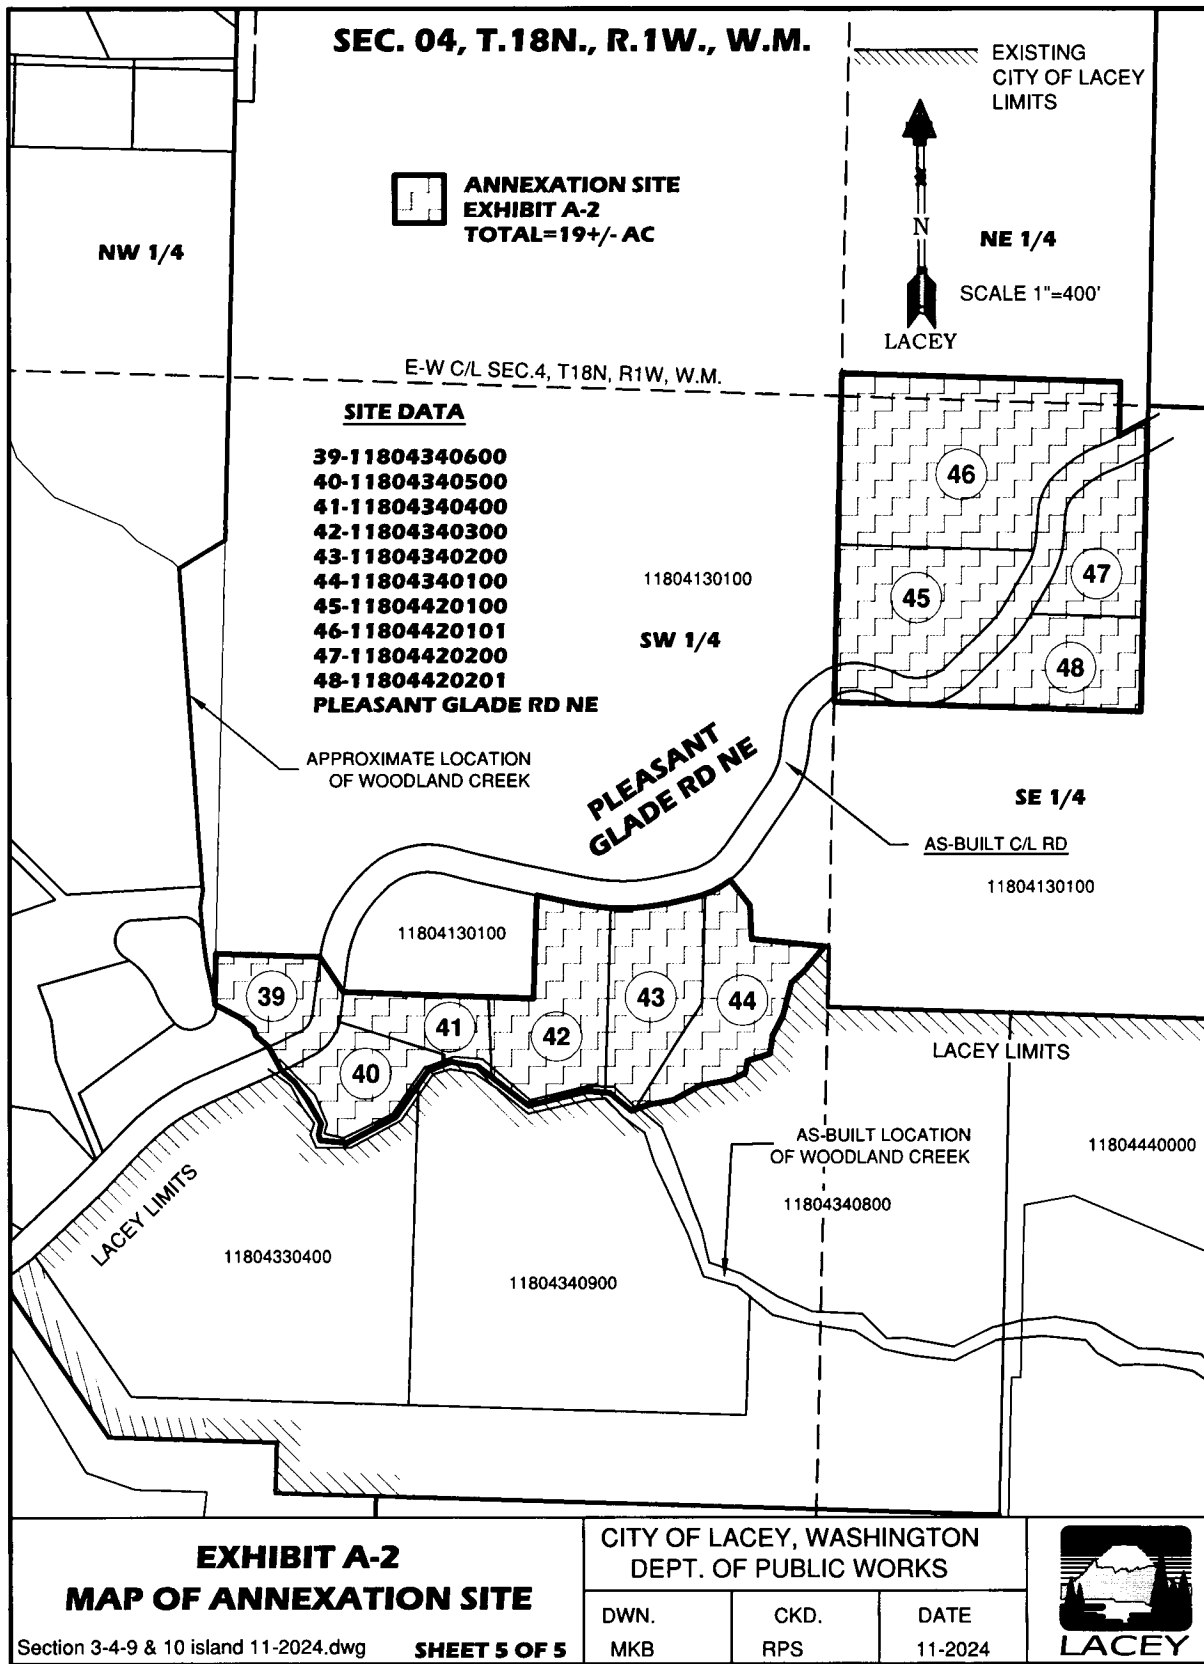 SEC. 04, T.18N., R.1W., W.M.
EXISTING
CITY OF LACEY
LIMITS
ANNEXATION SITE
EXHIBIT A-2
TOTAL=19+/- AC
NW 1/4
N
NE 1/4
SCALE 1"=400'
LACEY
E-W C/L SEC.4, T18N, R1W, W.M.
SITE DATA
39-11804340600
40-11804340500
41-11804340400
42-11804340300
43-11804340200
44-11804340100
45-11804420100
46-11804420101
47-11804420200
48-11804420201
PLEASANT GLADE RD NE
46
47
45
48
11804130100
SW 1/4
APPROXIMATE LOCATION
OF WOODLAND CREEK
PLEASANT
GLADE RD NE
SE 1/4
AS-BUILT C/L RD
11804130100
11804130100
39
40
41
42
43
44
LACEY LIMITS
AS-BUILT LOCATION
OF WOODLAND CREEK
11804440000
11804340800
LACEY LIMITS
11804330400
11804340900
EXHIBIT A-2
MAP OF ANNEXATION SITE
Section 3-4-9 & 10 island 11-2024.dwg
SHEET 5 OF 5
CITY OF LACEY, WASHINGTON
DEPT. OF PUBLIC WORKS
DWN.
MKB
CKD.
RPS
DATE
11-2024
LACEY